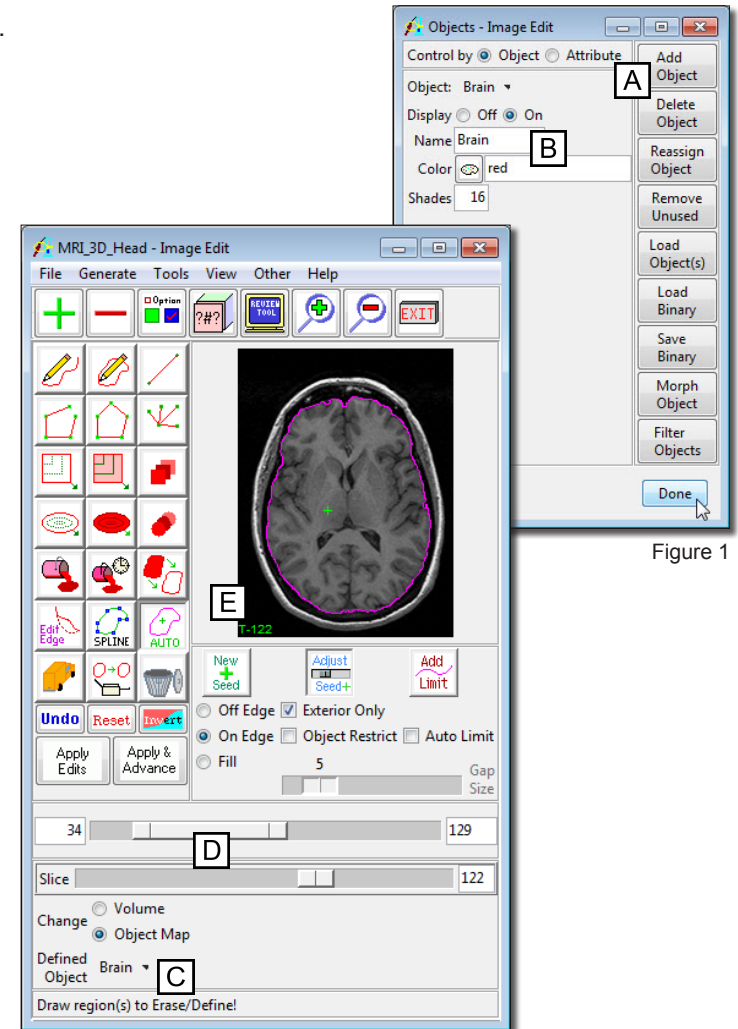 .
Objects - Image Edit
Control by Object Attribute
A
Add Object
Object: Brain
Delete Object
Display Off On
Name Brain
B
Reassign Object
Color red
Shades 16
Remove Unused
Load Object(s)
Load Binary
Save Binary
Morph Object
Filter Objects
Done
Figure 1
MRI_3D_Head - Image Edit
File Generate Tools View Other Help
Option
?#?
REVIEW TOOL
EXIT
E
T-122
Edit Edge
SPLINE
AUTO
New Seed
Adjust Seed+
Add Limit
Undo Reset Invert
Off Edge Exterior Only
On Edge Object Restrict Auto Limit
Apply Edits
Apply & Advance
Fill 5 Gap Size
34 129
D
Slice 122
Change Volume
Object Map
Defined Object Brain
C
Draw region(s) to Erase/Define!